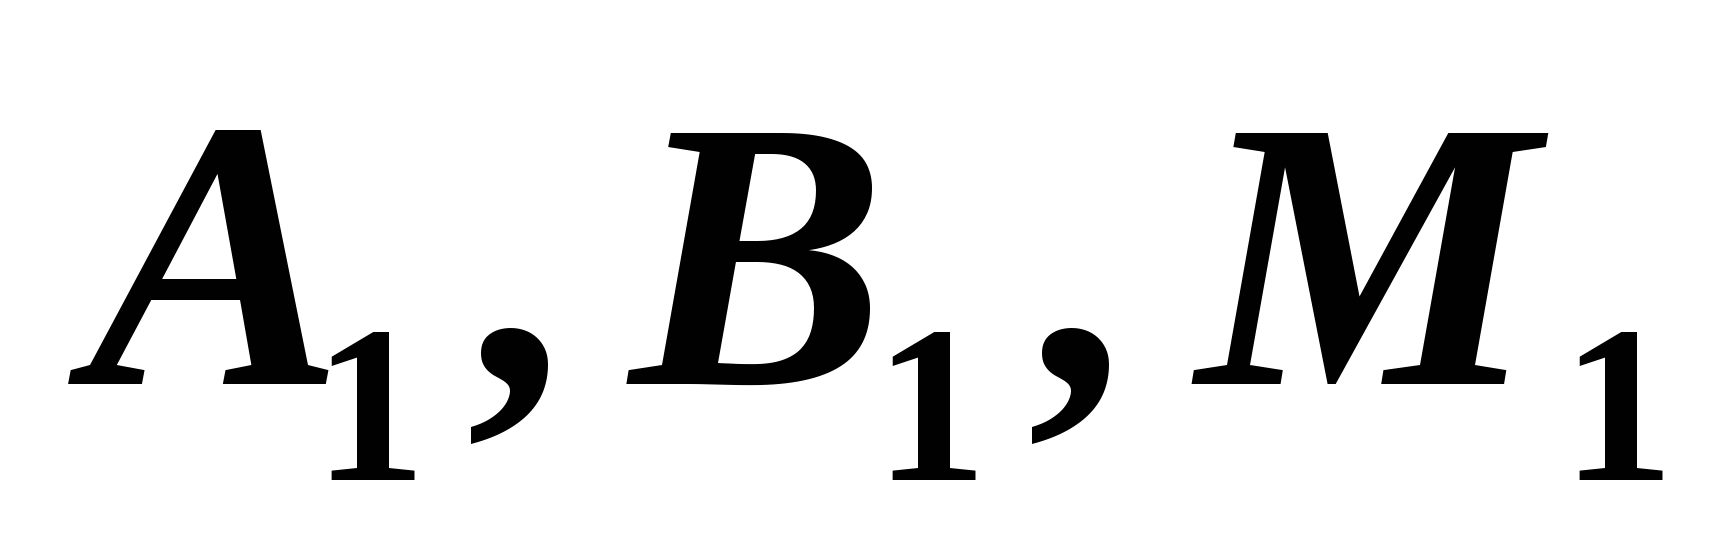 A₁, B₁, M₁